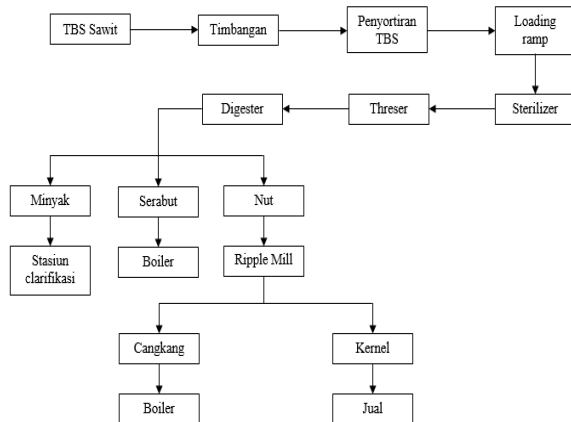 TBS Sawit
Timbangan
Penyortiran
TBS
Loading
ramp
Digester
Threser
Sterilizer
Minyak
Serabut
Nut
Stasiun
clarifikasi
Boiler
Ripple Mill
Cangkang
Kernel
Boiler
Jual